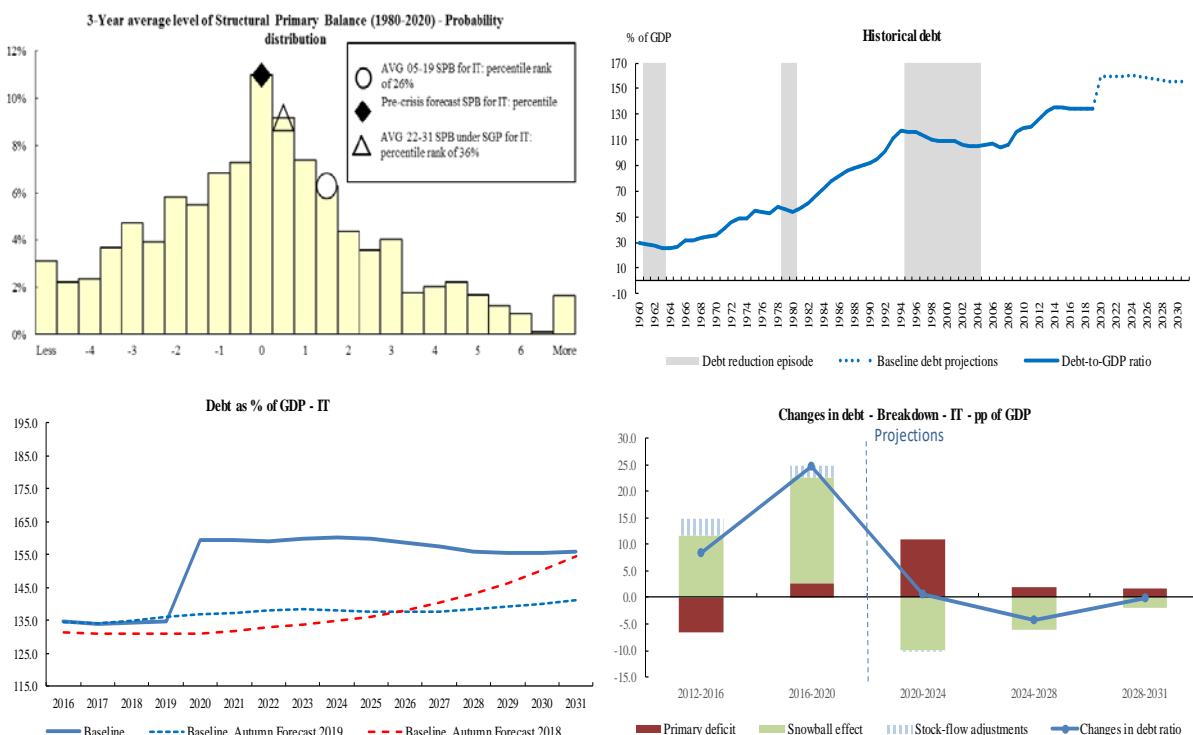 3-Year average level of Structural Primary Balance (1980-2020) - Probability
distribution
12%
10%
8%
6%
4%
2%
0%
AVG 05-19 SPB for IT: percentile rank
of 26%
Pre-crisis forecast SPB for IT: percentile
AVG 22-31 SPB under SGP for IT:
percentile rank of 36%
Less -4 -3 -2 -1 0 1 2 3 4 5 6 More
Historical debt
% of GDP
170
150
130
110
90
70
50
30
10
-10
1960 1962 1964 1966 1968 1970 1972 1974 1976 1978 1980 1982 1984 1986 1988 1990 1992 1994 1996 1998 2000 2002 2004 2006 2008 2010 2012 2014 2016 2018 2020 2022 2024 2026 2028 2030
Debt reduction episode Baseline debt projections Debt-to-GDP ratio
Debt as % of GDP - IT
195.0
175.0
165.0
155.0
145.0
135.0
125.0
115.0
2016 2017 2018 2019 2020 2021 2022 2023 2024 2025 2026 2027 2028 2029 2030 2031
Baseline Baseline Autumn Forecast 2019 Baseline Autumn Forecast 2018
Changes in debt - Breakdown - IT - pp of GDP
Projections
30.0
25.0
20.0
15.0
10.0
5.0
0.0
-5.0
-10.0
-15.0
2012-2016 2016-2020 2020-2024 2024-2028 2028-2031
Primary deficit Snowball effect Stock-flow adjustments Changes in debt ratio